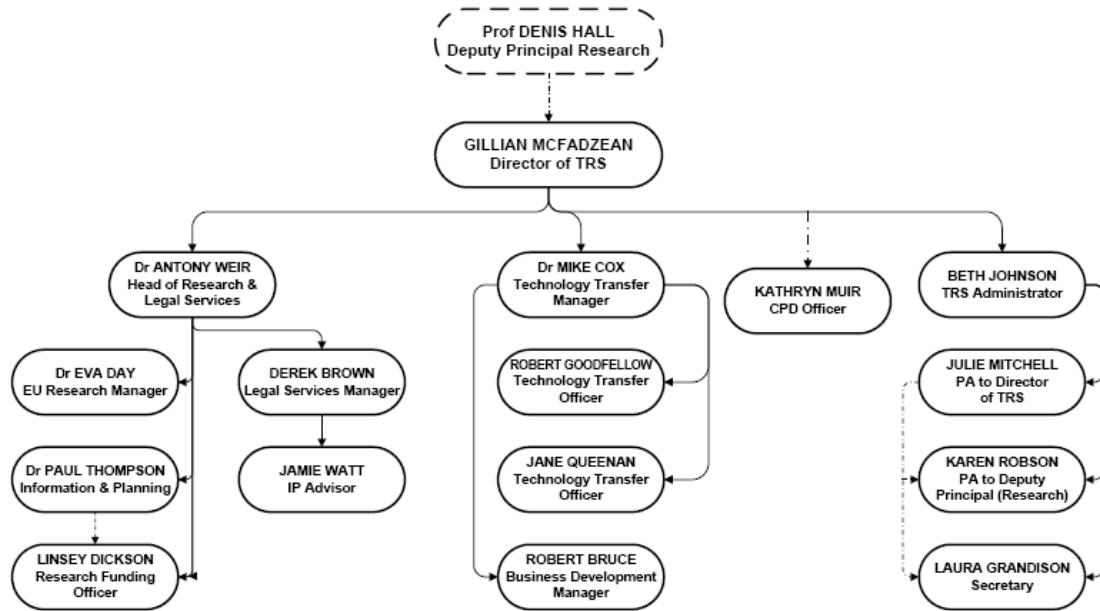 Prof DENIS HALL
Deputy Principal Research
GILLIAN MCFADZEAN
Director of TRS
Dr ANTONY WEIR
Head of Research &
Legal Services
Dr MIKE COX
Technology Transfer
Manager
KATHRYN MUIR
CPD Officer
BETH JOHNSON
TRS Administrator
Dr EVA DAY
EU Research Manager
DEREK BROWN
Legal Services Manager
ROBERT GOODFELLOW
Technology Transfer
Officer
JULIE MITCHELL
PA to Director
of TRS
Dr PAUL THOMPSON
Information & Planning
JAMIE WATT
IP Advisor
JANE QUEENAN
Technology Transfer
Officer
KAREN ROBSON
PA to Deputy
Principal (Research)
LINSEY DICKSON
Research Funding
Officer
ROBERT BRUCE
Business Development
Manager
LAURA GRANDISON
Secretary